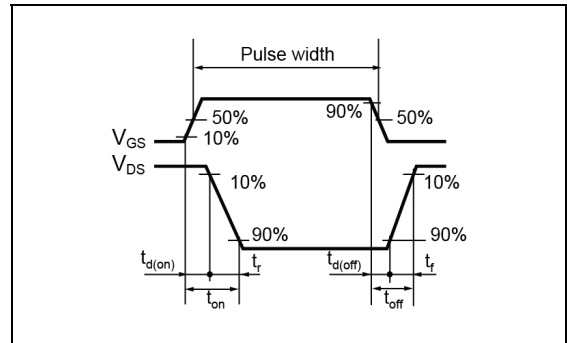 Pulse width
90%
50%
50%
VGS
10%
VDS
10%
10%
90%
90%
td(on)
tr
td(off)
tf
ton
toff